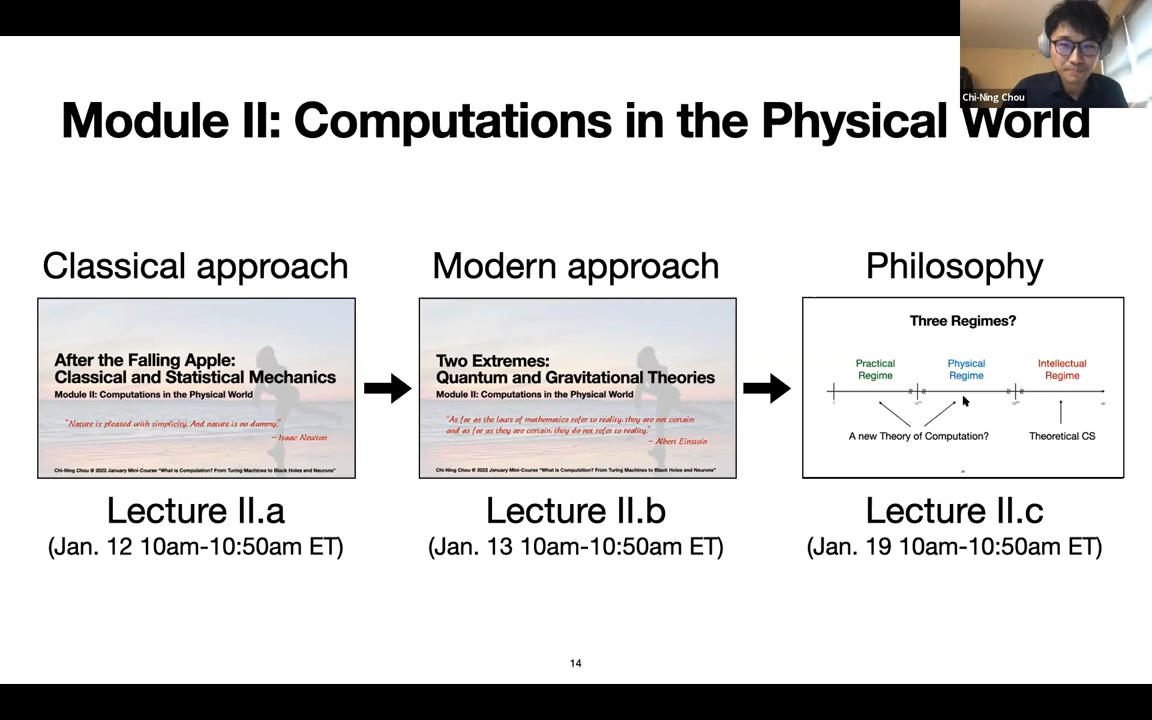 Chi-Ning Chou
Module II: Computations in the Physical World
Classical approach
After the Falling Apple:
Classical and Statistical Mechanics
Module II: Computations in the Physical World
"Nature is pleased with simplicity. And nature is no dummy."
– Isaac Newton
Chi-Ning Chou @ 2022 January Mini-Course "What is Computation? From Turing Machines to Black Holes and Neurons"
Lecture II.a
(Jan. 12 10am-10:50am ET)
Modern approach
Two Extremes:
Quantum and Gravitational Theories
Module II: Computations in the Physical World
"As far as the laws of mathematics refer to reality, they are not certain
and as far as they are certain, they do not refer to reality."
– Albert Einstein
Chi-Ning Chou @ 2022 January Mini-Course "What is Computation? From Turing Machines to Black Holes and Neurons"
Lecture II.b
(Jan. 13 10am-10:50am ET)
Philosophy
Three Regimes?
Practical Regime
Physical Regime
Intellectual Regime
A new Theory of Computation?
Theoretical CS
Lecture II.c
(Jan. 19 10am-10:50am ET)
14